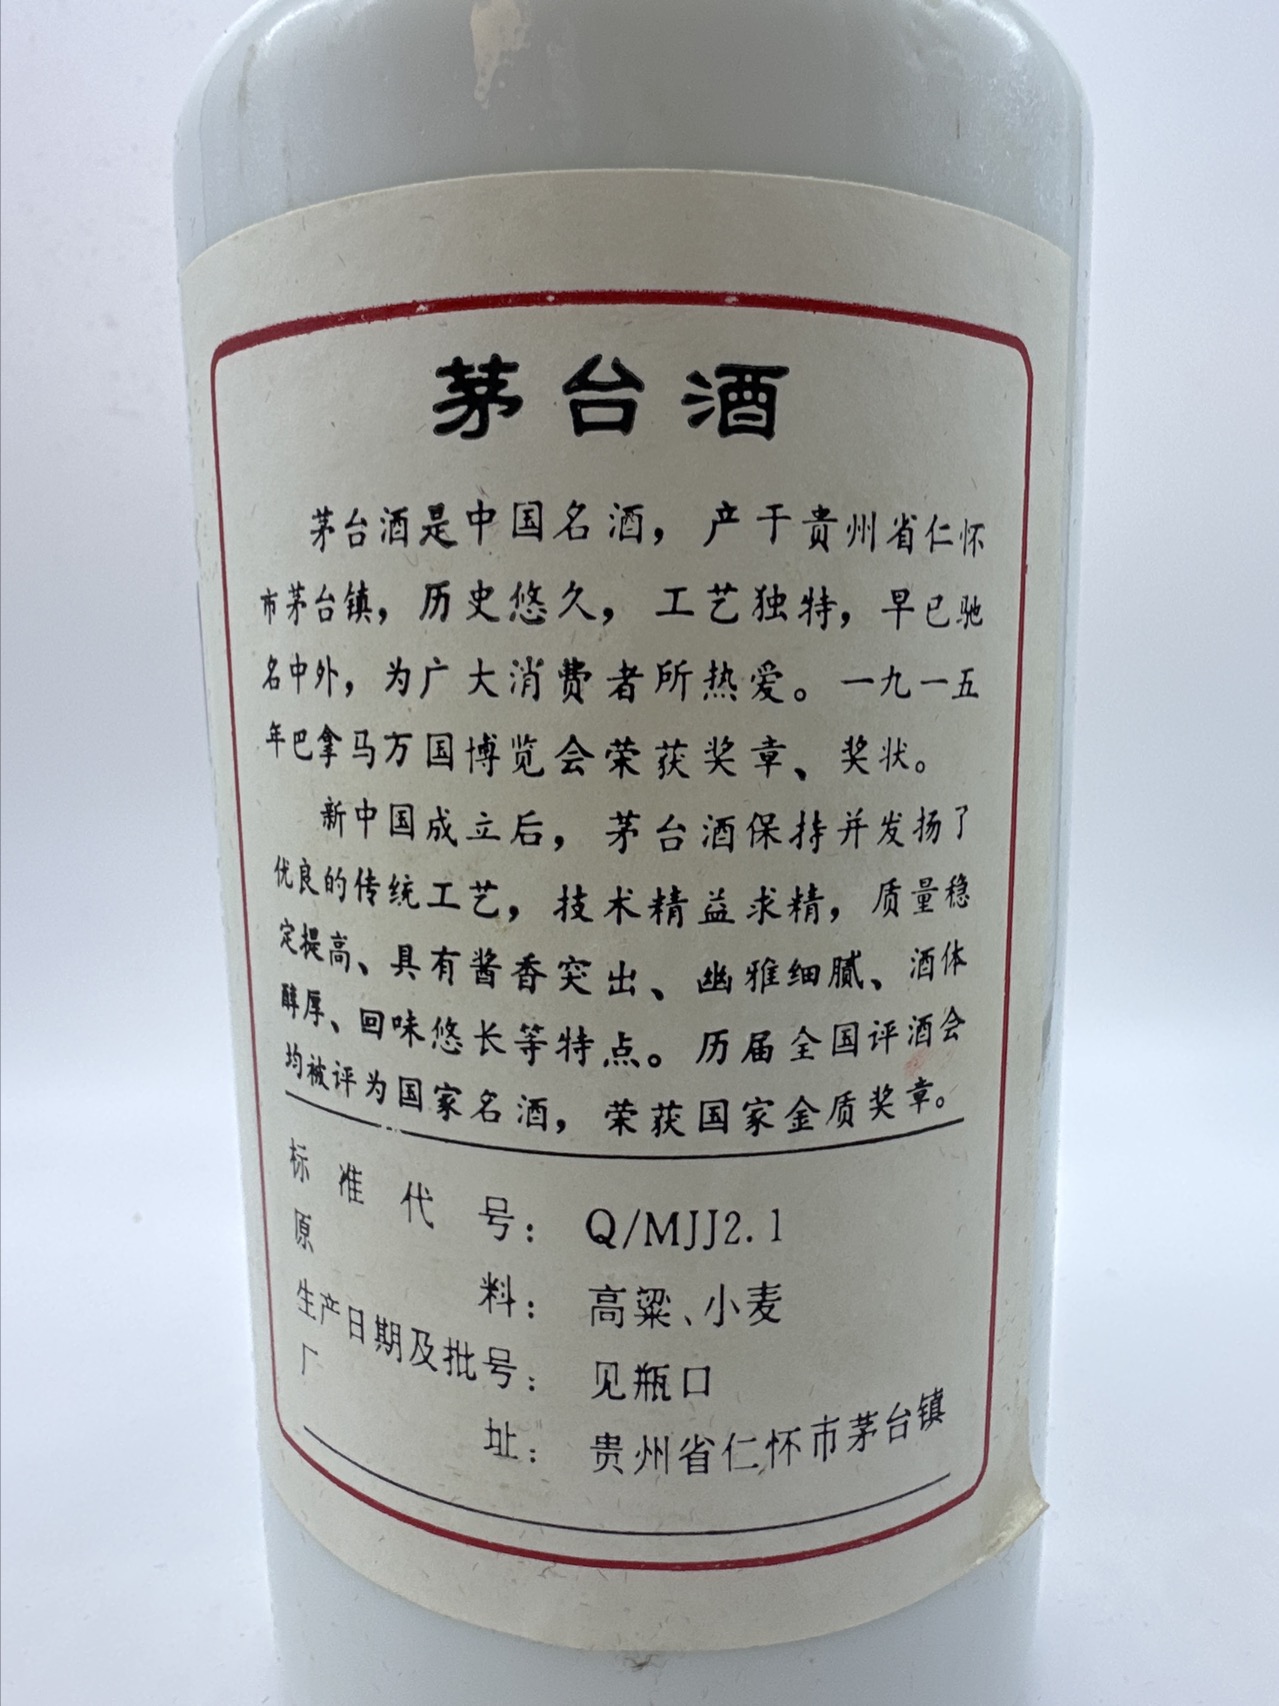 茅台酒
茅台酒是中国名酒，产于贵州省仁怀
市茅台镇，历史悠久，工艺独特，早已驰
名中外，为广大消费者所热爱。一九一五
年巴拿马万国博览会荣获奖章、奖状。
新中国成立后，茅台酒保持并发扬了
优良的传统工艺，技术精益求精，质量稳
定提高、具有酱香突出、幽雅细腻、酒体
醇厚、回味悠长等特点。历届全国评酒会
均被评为国家名酒，荣获国家金质奖章。
标准代号：Q/MJJ2.1
原料：高粱、小麦
生产日期及批号：见瓶口
厂址：贵州省仁怀市茅台镇